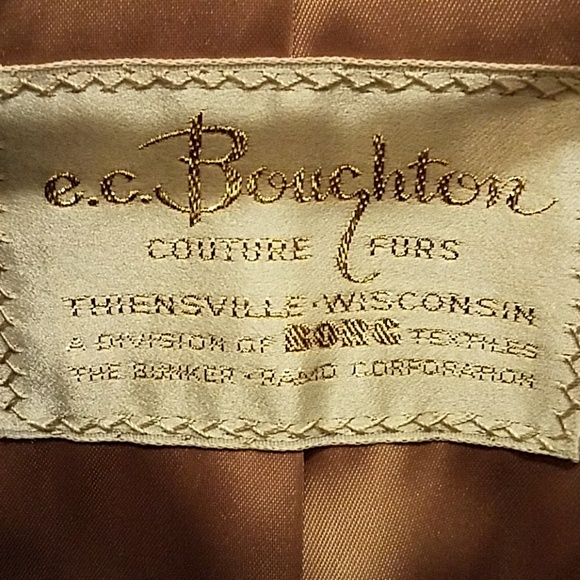 e.c. Boughton
COUTURE FURS
THIENSVILLE · WISCONSIN
A DIVISION OF BORG TEXTILES
THE BUNKER - RAMO CORPORATION